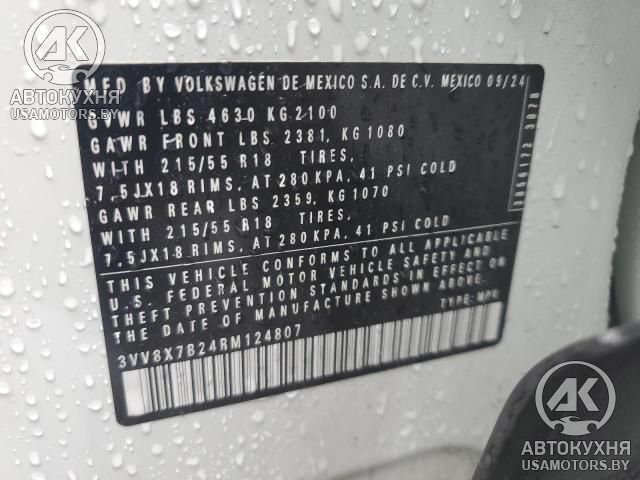 АВТОКУХНЯ
USAMOTORS.BY
MFD BY VOLKSWAGEN DE MEXICO S.A. DE C.V. MEXICO 09/24
GVWR LBS 4630 KG 2100
GAWR FRONT LBS 2381, KG 1080
WITH 215/55 R18 TIRES,
7.5JX18 RIMS, AT 280 KPA, 41 PSI COLD
GAWR REAR LBS 2359, KG 1070
WITH 215/55 R18 TIRES,
7.5JX18 RIMS, AT 280 KPA, 41 PSI COLD
THIS VEHICLE CONFORMS TO ALL APPLICABLE
U.S. FEDERAL MOTOR VEHICLE SAFETY AND
THEFT PREVENTION STANDARDS IN EFFECT ON
THE DATE OF MANUFACTURE SHOWN ABOVE.
3VV8X7B24RM124807 TYPE: MPV
АК
АВТОКУХНЯ
USAMOTORS.BY